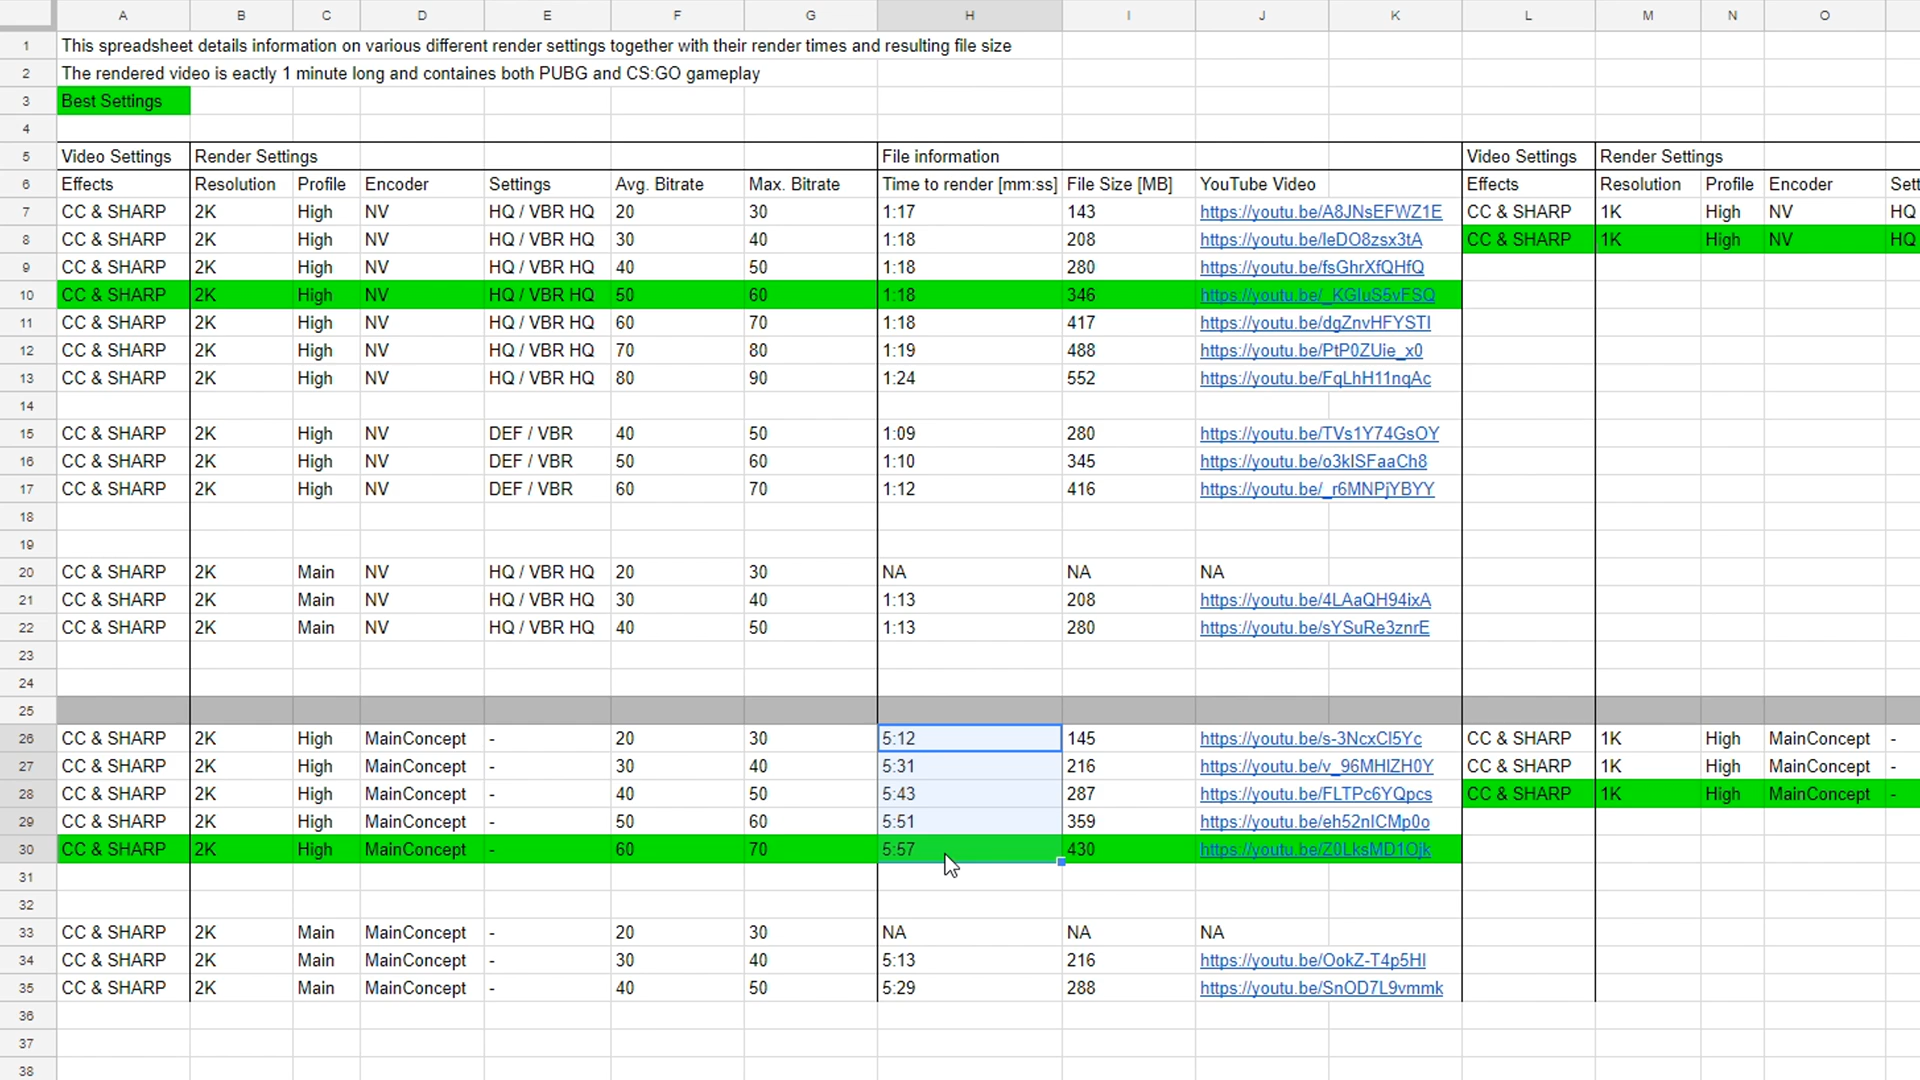 A B C D E F G H I J K L M N O
1 This spreadsheet details information on various different render settings together with their render times and resulting file size
2 The rendered video is eactly 1 minute long and containes both PUBG and CS:GO gameplay
3 Best Settings
4
5 Video Settings Render Settings File information Video Settings Render Settings
6 Effects Resolution Profile Encoder Settings Avg. Bitrate Max. Bitrate Time to render [mm:ss] File Size [MB] YouTube Video Effects Resolution Profile Encoder Sett
7 CC & SHARP 2K High NV HQ / VBR HQ 20 30 1:17 143 https://youtu.be/A8JNsEFWZ1E CC & SHARP 1K High NV HQ
8 CC & SHARP 2K High NV HQ / VBR HQ 30 40 1:18 208 https://youtu.be/leDO8zsx3tA CC & SHARP 1K High NV HQ
9 CC & SHARP 2K High NV HQ / VBR HQ 40 50 1:18 280 https://youtu.be/fsGhrXfQHfQ
10 CC & SHARP 2K High NV HQ / VBR HQ 50 60 1:18 346 https://youtu.be/_KGluS5vFSQ
11 CC & SHARP 2K High NV HQ / VBR HQ 60 70 1:18 417 https://youtu.be/dgZnvHFYSTI
12 CC & SHARP 2K High NV HQ / VBR HQ 70 80 1:19 488 https://youtu.be/PtP0ZUie_x0
13 CC & SHARP 2K High NV HQ / VBR HQ 80 90 1:24 552 https://youtu.be/FqLhH11nqAc
14
15 CC & SHARP 2K High NV DEF / VBR 40 50 1:09 280 https://youtu.be/TVs1Y74GsOY
16 CC & SHARP 2K High NV DEF / VBR 50 60 1:10 345 https://youtu.be/o3kISFaaCh8
17 CC & SHARP 2K High NV DEF / VBR 60 70 1:12 416 https://youtu.be/_r6MNPjYBYY
18
19
20 CC & SHARP 2K Main NV HQ / VBR HQ 20 30 NA NA NA
21 CC & SHARP 2K Main NV HQ / VBR HQ 30 40 1:13 208 https://youtu.be/4LAaQH94ixA
22 CC & SHARP 2K Main NV HQ / VBR HQ 40 50 1:13 280 https://youtu.be/sYSuRe3znrE
23
24
25
26 CC & SHARP 2K High MainConcept - 20 30 5:12 145 https://youtu.be/s-3NcxCl5Yc CC & SHARP 1K High MainConcept -
27 CC & SHARP 2K High MainConcept - 30 40 5:31 216 https://youtu.be/v_96MHIZH0Y CC & SHARP 1K High MainConcept -
28 CC & SHARP 2K High MainConcept - 40 50 5:43 287 https://youtu.be/FLTPc6YQpcs CC & SHARP 1K High MainConcept -
29 CC & SHARP 2K High MainConcept - 50 60 5:51 359 https://youtu.be/eh52nICMp0o
30 CC & SHARP 2K High MainConcept - 60 70 5:57 430 https://youtu.be/Z0LksMD1Ojk
31
32
33 CC & SHARP 2K Main MainConcept - 20 30 NA NA NA
34 CC & SHARP 2K Main MainConcept - 30 40 5:13 216 https://youtu.be/OokZ-T4p5HI
35 CC & SHARP 2K Main MainConcept - 40 50 5:29 288 https://youtu.be/SnOD7L9vmmk
36
37
38